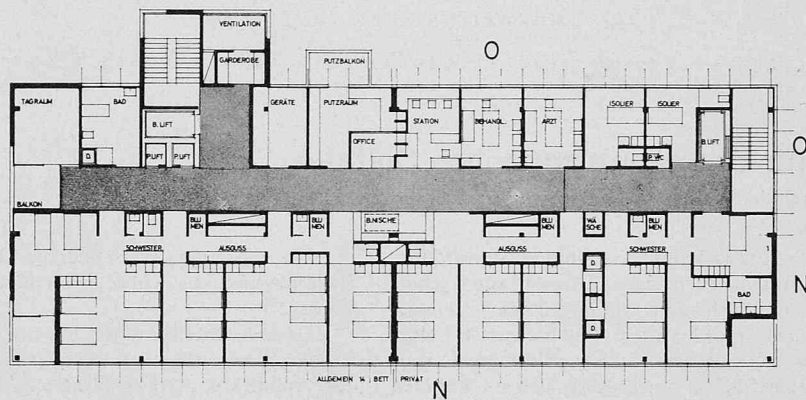 VENTILATION
GARDEROBE
PUTZBALKON
O
TAGRAUM
BAD
GERÄTE
PUTZRAUM
STATION
BEHANDL.
ARZT
ISOLIER
ISOLIER
B. LIFT
OFFICE
B.LIFT
O
D.
P.LIFT
P.LIFT
P. WC
BALKON
BLU
MEN
BLU
MEN
B.NISCHE
BLU
MEN
WÄ
SCHE
BLU
MEN
SCHWESTER
AUSGUSS
AUSGUSS
SCHWESTER
1
D.
BAD
N
D.
ALLGEMEIN 14 BETT PRIVAT
N